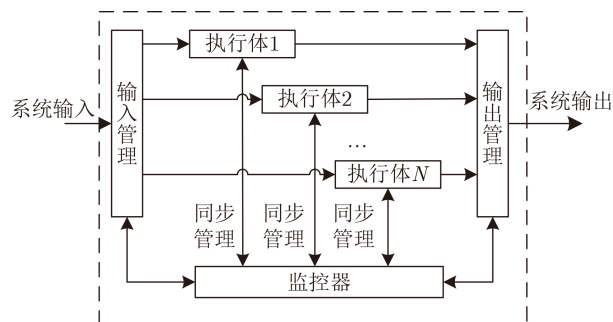 执行体1
系统输入
输入管理
执行体2
输出管理
系统输出
…
执行体N
同步管理
同步管理
同步管理
监控器